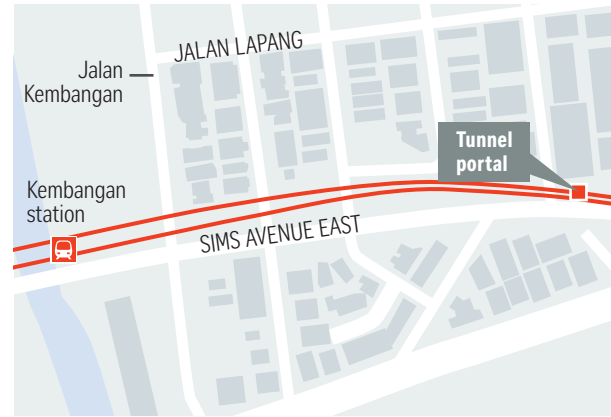 JALAN LAPANG
Jalan
Kembangan
Tunnel
portal
Kembangan
station
SIMS AVENUE EAST